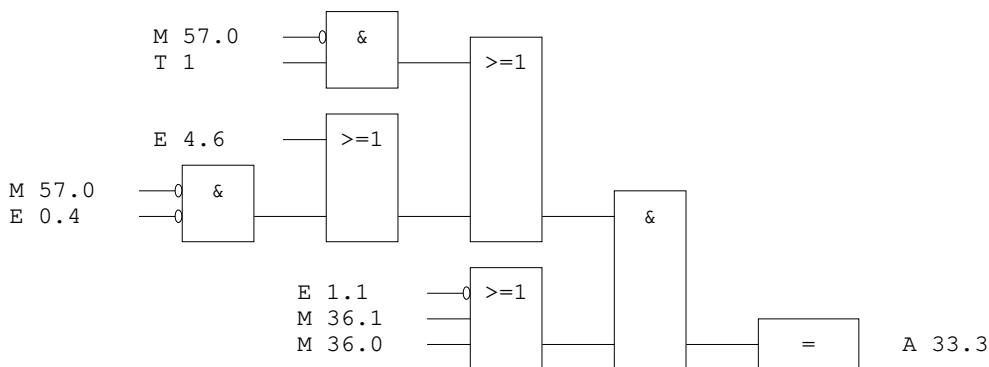 M 57.0 &
T 1 >=1
E 4.6 >=1
M 57.0 &
E 0.4 &
E 1.1 >=1
M 36.1
M 36.0 = A 33.3